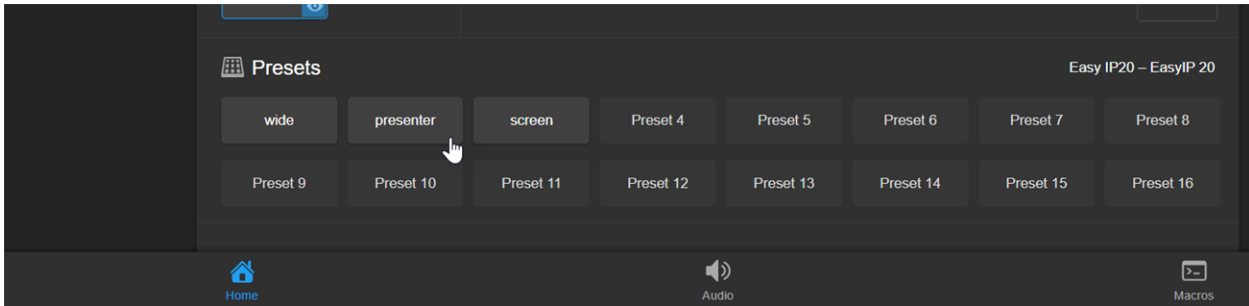 Presets
Easy IP20 – EasyIP 20
wide presenter screen Preset 4 Preset 5 Preset 6 Preset 7 Preset 8
Preset 9 Preset 10 Preset 11 Preset 12 Preset 13 Preset 14 Preset 15 Preset 16
Home Audio Macros